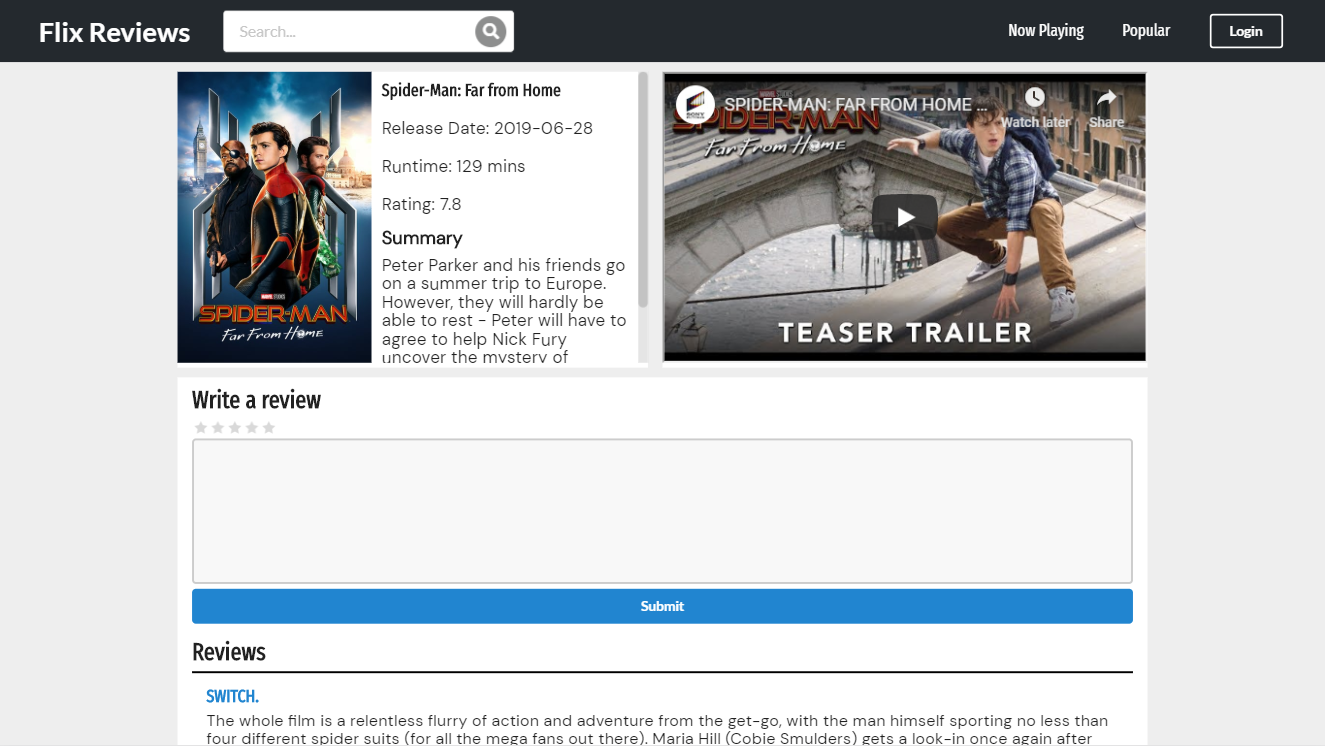 Flix Reviews
Search...
Now Playing
Popular
Login
MARVEL STUDIOS
SPIDER-MAN
Far From Home
Spider-Man: Far from Home
Release Date: 2019-06-28
Runtime: 129 mins
Rating: 7.8
Summary
Peter Parker and his friends go
on a summer trip to Europe.
However, they will hardly be
able to rest - Peter will have to
agree to help Nick Fury
uncover the mystery of
SPIDER-MAN: FAR FROM HOME ...
Watch later
Share
SPIDER-MAN
Far From Home
TEASER TRAILER
Write a review
Submit
Reviews
SWITCH.
The whole film is a relentless flurry of action and adventure from the get-go, with the man himself sporting no less than
four different spider suits (for all the mega fans out there). Maria Hill (Cobie Smulders) gets a look-in once again after